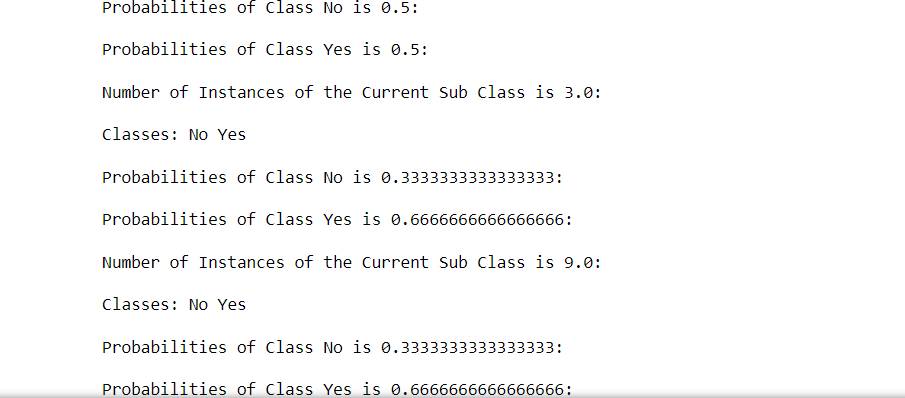 Probabilities of Class No is 0.5:
Probabilities of Class Yes is 0.5:
Number of Instances of the Current Sub Class is 3.0:
Classes: No Yes
Probabilities of Class No is 0.3333333333333333:
Probabilities of Class Yes is 0.6666666666666666:
Number of Instances of the Current Sub Class is 9.0:
Classes: No Yes
Probabilities of Class No is 0.3333333333333333:
Probabilities of Class Yes is 0.6666666666666666: